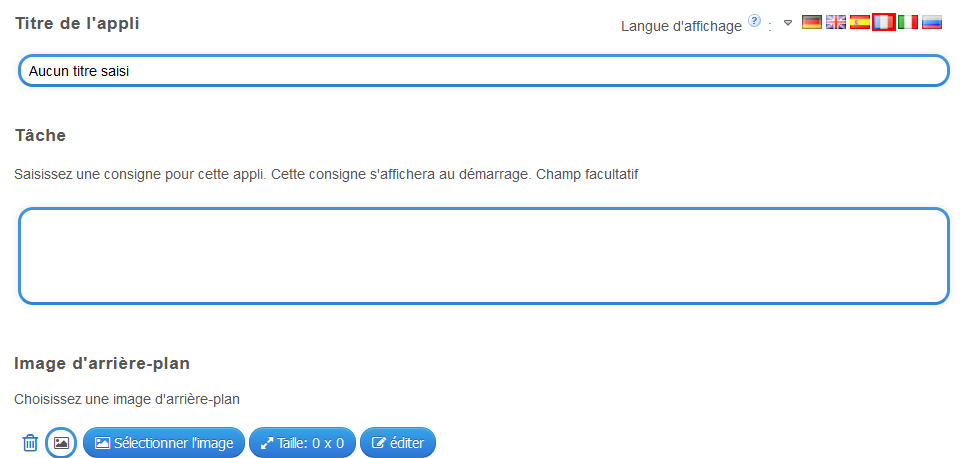 Titre de l'appli
Langue d'affichage ? :
Aucun titre saisi
Tâche
Saisissez une consigne pour cette appli. Cette consigne s'affichera au démarrage. Champ facultatif
Image d'arrière-plan
Choisissez une image d'arrière-plan
Sélectionner l'image Taille: 0 x 0 éditer